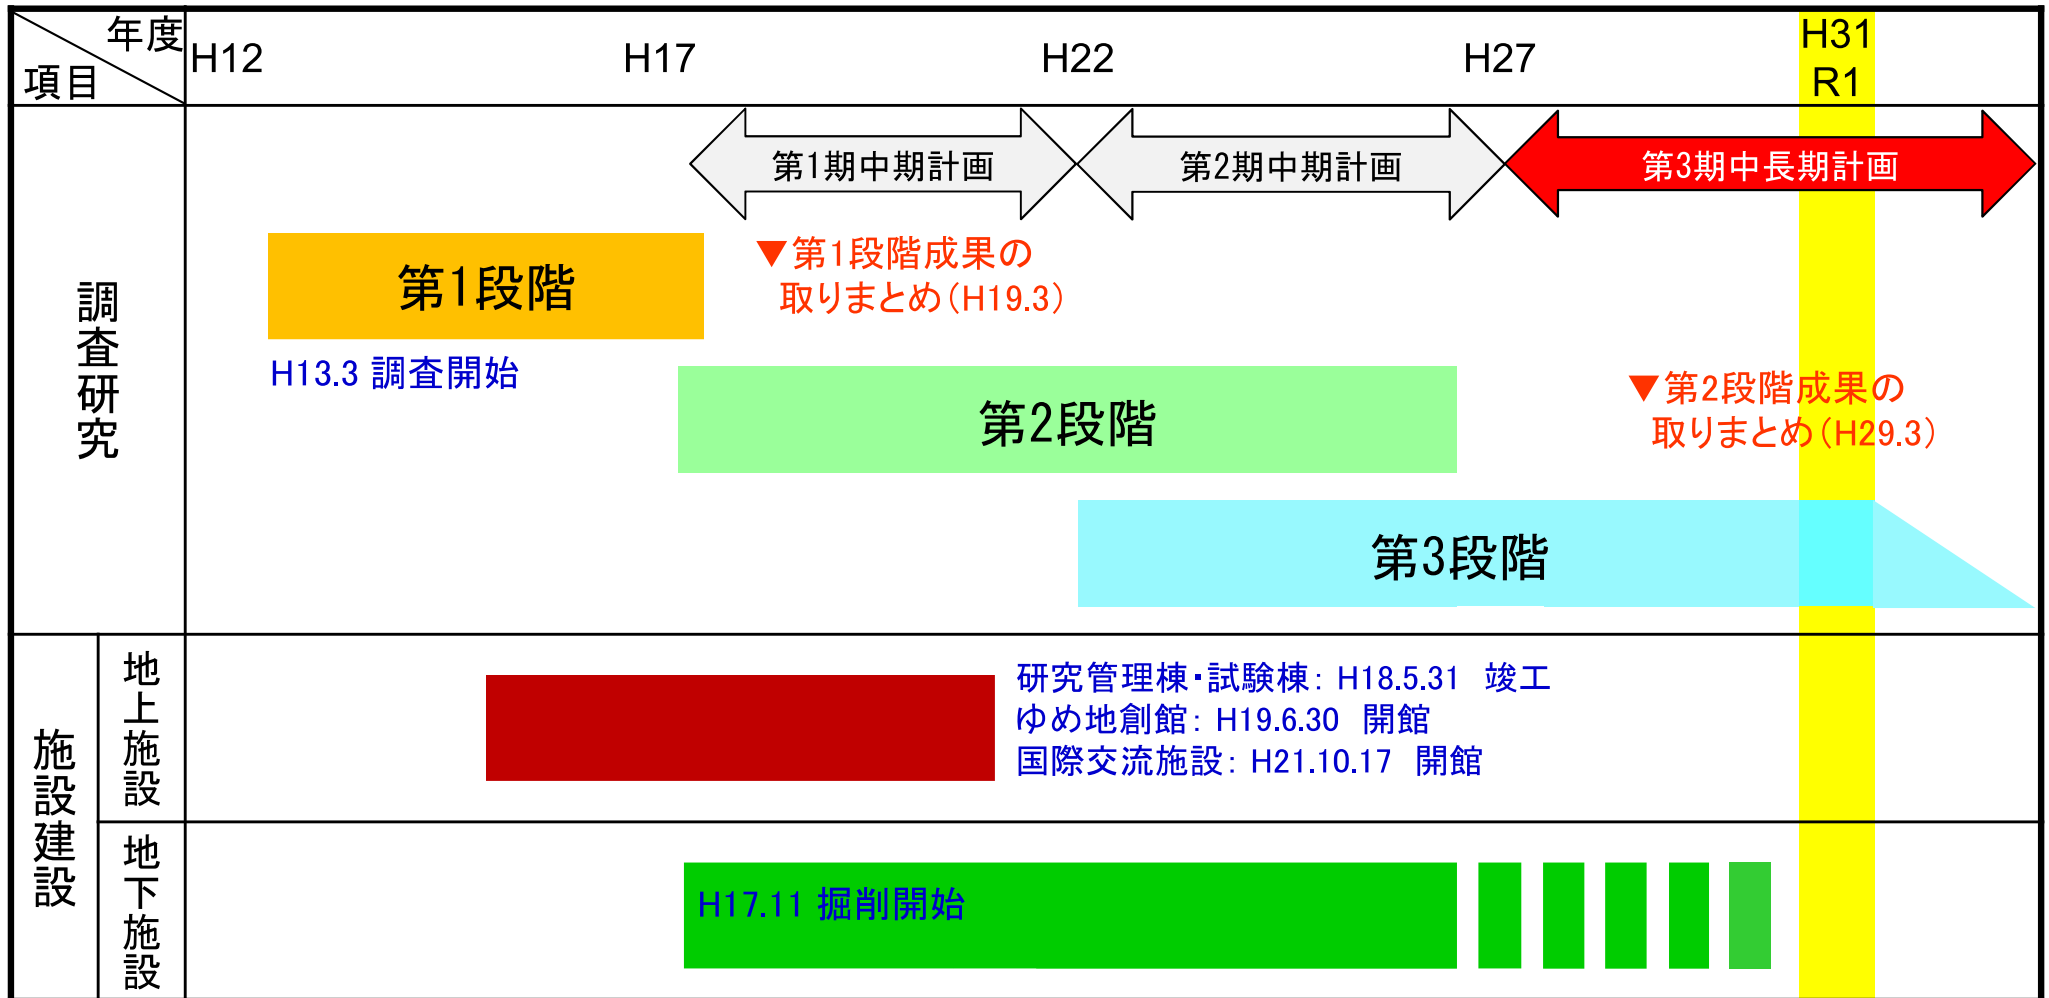 年度
項目
H12
H17
H22
H27
H31
R1
調査研究
第1期中期計画
第2期中期計画
第3期中長期計画
第1段階
▼第1段階成果の
取りまとめ(H19.3)
H13.3 調査開始
第2段階
▼第2段階成果の
取りまとめ(H29.3)
第3段階
施設建設
地上施設
研究管理棟・試験棟: H18.5.31 竣工
ゆめ地創館: H19.6.30 開館
国際交流施設: H21.10.17 開館
地下施設
H17.11 掘削開始